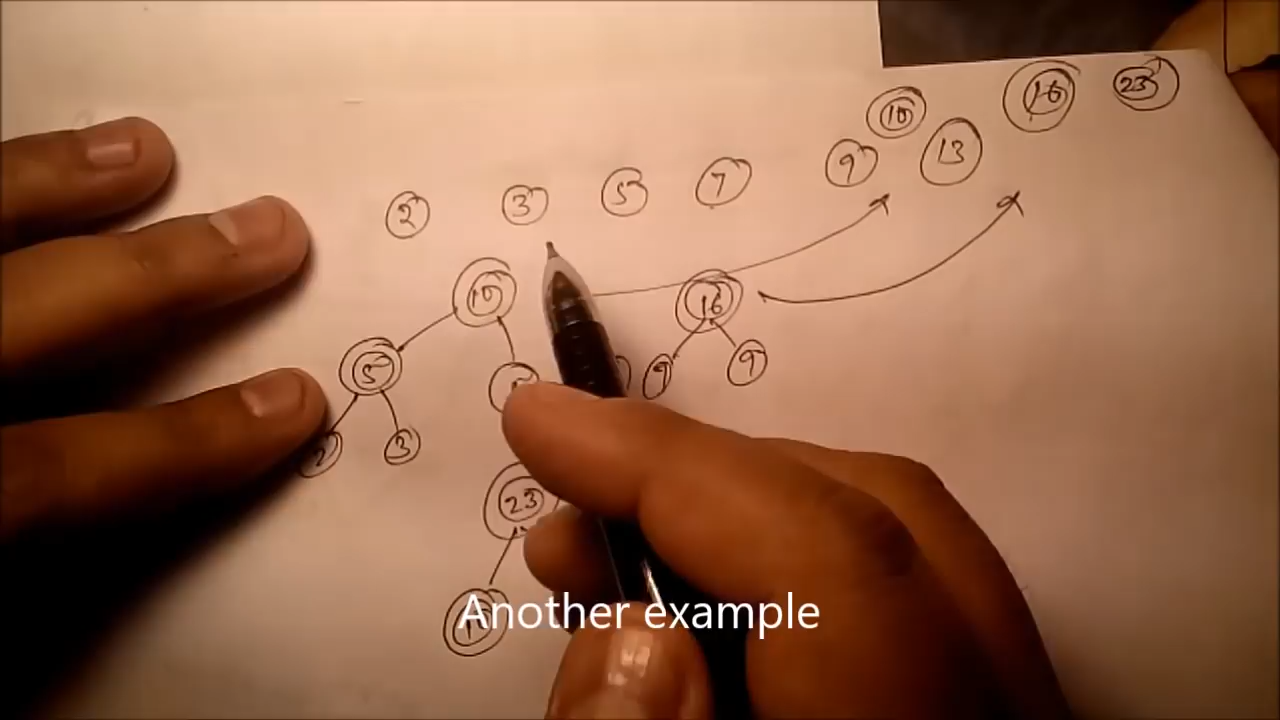 10 16 23
2 3 5 7 9 13
10 16
5 9 9
2 3
23
Another example